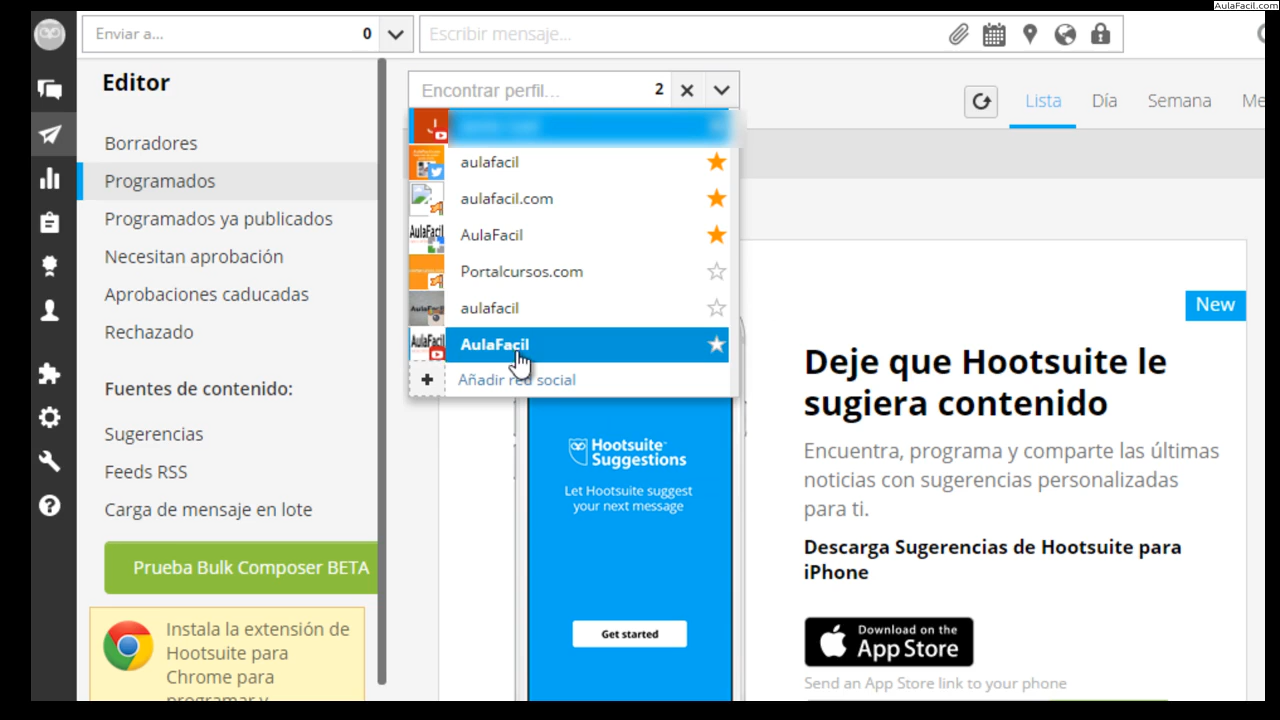 AulaFacil.com
Enviar a...
0
Escribir mensaje...
Editor
Borradores
Programados
Programados ya publicados
Necesitan aprobación
Aprobaciones caducadas
Rechazado
Fuentes de contenido:
Sugerencias
Feeds RSS
Carga de mensaje en lote
Prueba Bulk Composer BETA
Instala la extensión de
Hootsuite para
Chrome para
programar y
Encontrar perfil...
2
aulafacil
aulafacil.com
AulaFacil
Portalcursos.com
aulafacil
AulaFacil
Añadir red social
Lista
Día
Semana
Me
Hootsuite™
Suggestions
Let Hootsuite suggest
your next message
Get started
New
Deje que Hootsuite le
sugiera contenido
Encuentra, programa y comparte las últimas
noticias con sugerencias personalizadas
para ti.
Descarga Sugerencias de Hootsuite para
iPhone
Download on the
App Store
Send an App Store link to your phone